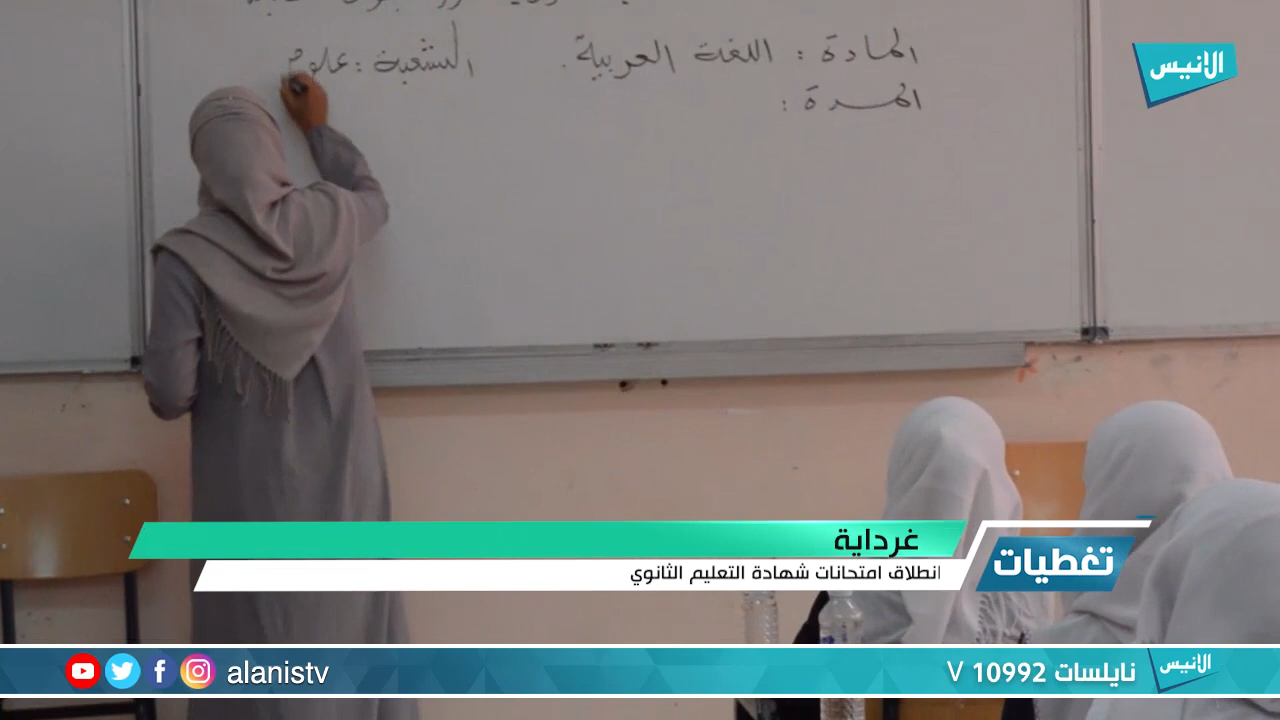 المادة : اللغة العربية. الشعبة : علوم
المدة :
الانيس
غرداية
تغطيات
انطلاق امتحانات شهادة التعليم الثانوي
alanistv
نايلسات 10992 V
الانيس